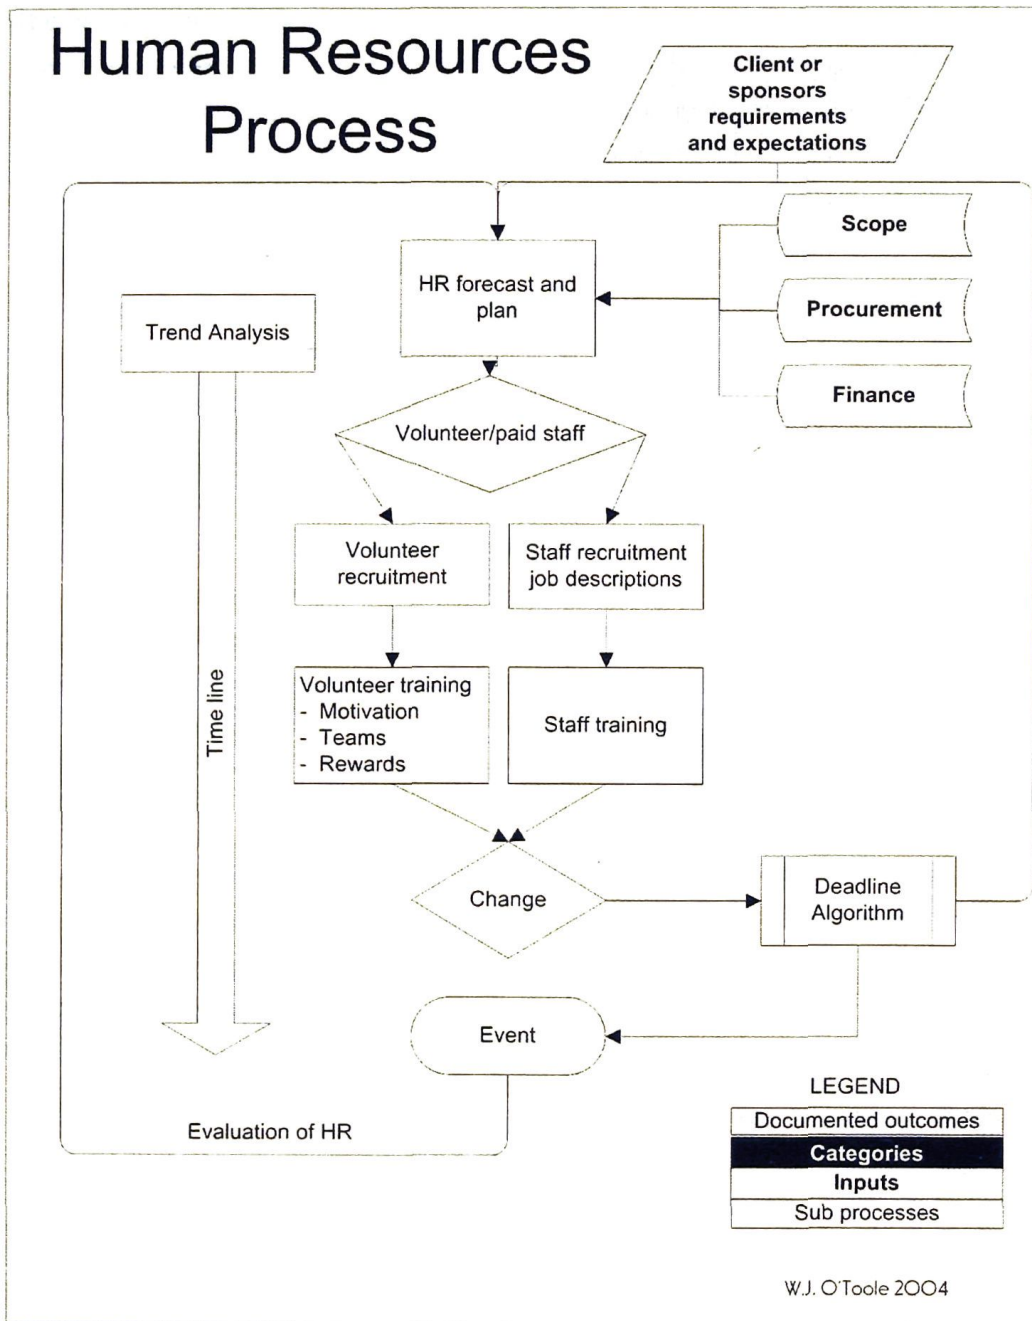 Human Resources
Process
Client or
sponsors
requirements
and expectations
Scope
HR forecast and
plan
Procurement
Trend Analysis
Finance
Volunteer/paid staff
Volunteer
recruitment
Staff recruitment
job descriptions
Time line
Volunteer training
- Motivation
- Teams
- Rewards
Staff training
Change
Deadline
Algorithm
Event
Evaluation of HR
LEGEND
Documented outcomes
Categories
Inputs
Sub processes
W.J. O'Toole 2004